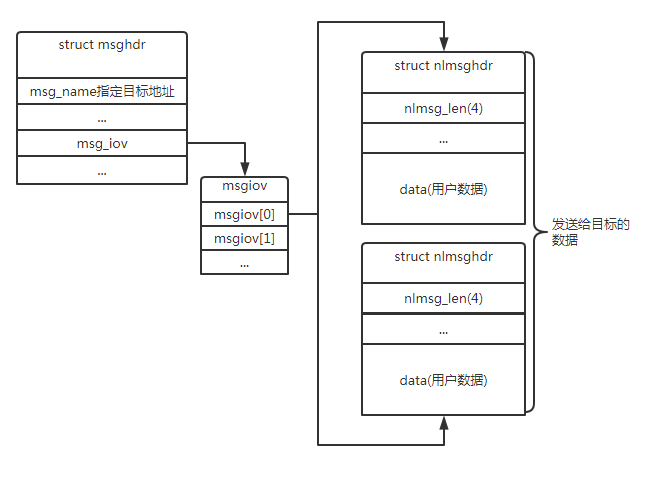 struct msghdr
msg_name指定目标地址
...
msg_iov
...
msgiov
msgiov[0]
msgiov[1]
...
struct nlmsghdr
nlmsg_len(4)
...
data(用户数据)
struct nlmsghdr
nlmsg_len(4)
...
data(用户数据)
发送给目标的
数据